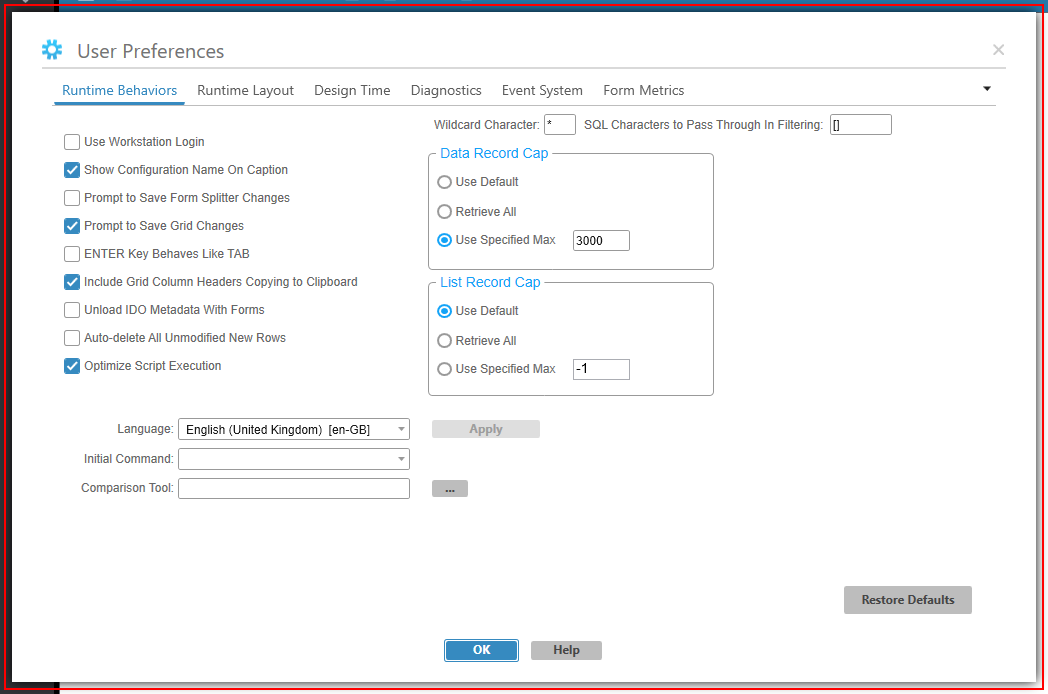 User Preferences
Runtime Behaviors Runtime Layout Design Time Diagnostics Event System Form Metrics
Wildcard Character: * SQL Characters to Pass Through In Filtering: []
Use Workstation Login
Show Configuration Name On Caption
Prompt to Save Form Splitter Changes
Prompt to Save Grid Changes
ENTER Key Behaves Like TAB
Include Grid Column Headers Copying to Clipboard
Unload IDO Metadata With Forms
Auto-delete All Unmodified New Rows
Optimize Script Execution
Data Record Cap
Use Default
Retrieve All
Use Specified Max 3000
List Record Cap
Use Default
Retrieve All
Use Specified Max -1
Language: English (United Kingdom) [en-GB] Apply
Initial Command:
Comparison Tool: ...
Restore Defaults
OK Help